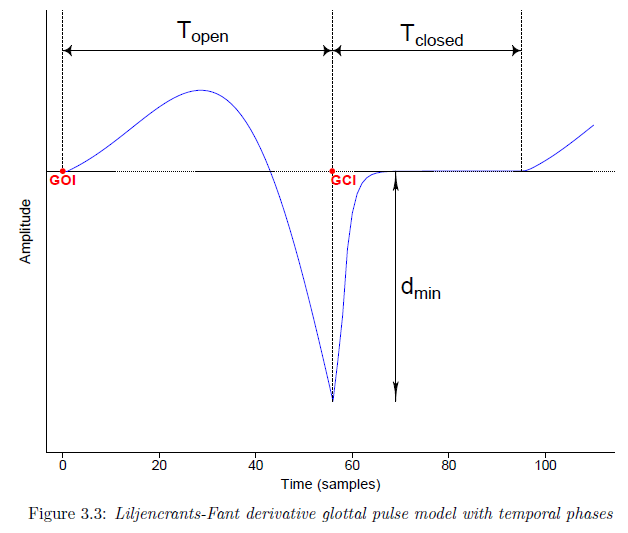 T_open
T_closed
GOI
GCI
d_min
Amplitude
0 20 40 60 80 100
Time (samples)
Figure 3.3: Liljencrants-Fant derivative glottal pulse model with temporal phases